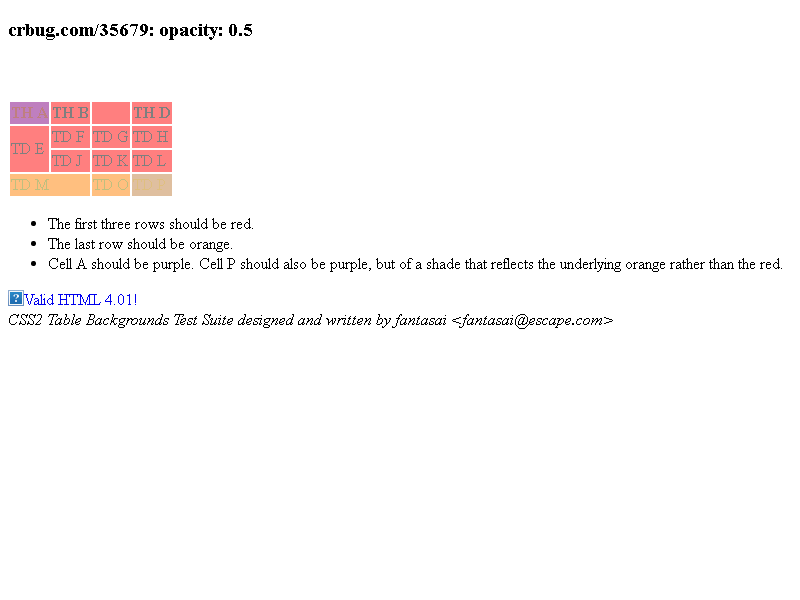 crbug.com/35679: opacity: 0.5
TH A TH B TH D
TD E TD F TD G TD H
TD J TD K TD L
TD M TD O
The first three rows should be red.
The last row should be orange.
Cell A should be purple. Cell P should also be purple, but of a shade that reflects the underlying orange rather than the red.
Valid HTML 4.01!
CSS2 Table Backgrounds Test Suite designed and written by fantasai <fantasai@escape.com>